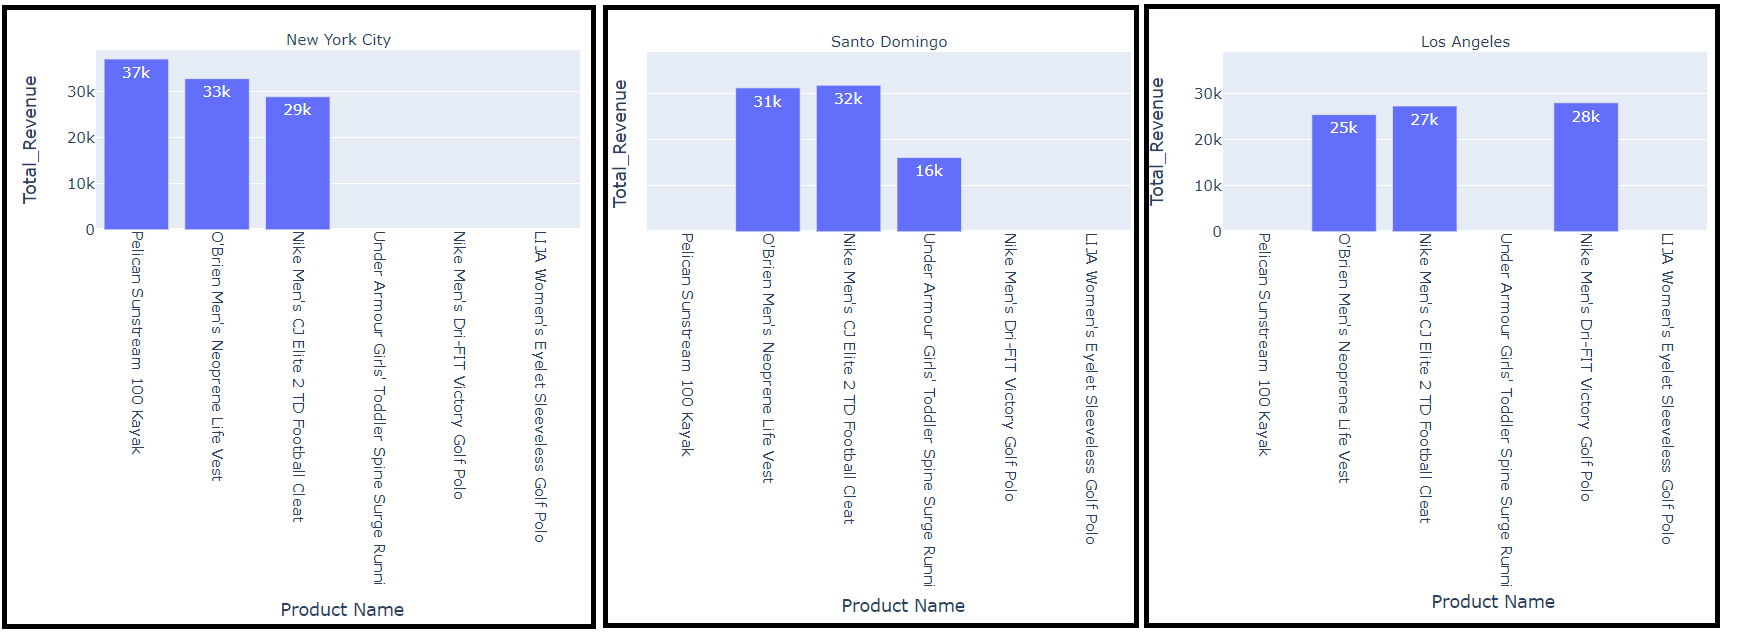 New York City
Total_Revenue
30k
20k
10k
0
37k
33k
29k
Pelican Sunstream 100 Kayak
O'Brien Men's Neoprene Life Vest
Nike Men's CJ Elite 2 TD Football Cleat
Under Armour Girls' Toddler Spine Surge Runni
Nike Men's Dri-FIT Victory Golf Polo
LIJA Women's Eyelet Sleeveless Golf Polo
Product Name
Santo Domingo
Total_Revenue
31k
32k
16k
Pelican Sunstream 100 Kayak
O'Brien Men's Neoprene Life Vest
Nike Men's CJ Elite 2 TD Football Cleat
Under Armour Girls' Toddler Spine Surge Runni
Nike Men's Dri-FIT Victory Golf Polo
LIJA Women's Eyelet Sleeveless Golf Polo
Product Name
Los Angeles
Total_Revenue
30k
20k
10k
0
25k
27k
28k
Pelican Sunstream 100 Kayak
O'Brien Men's Neoprene Life Vest
Nike Men's CJ Elite 2 TD Football Cleat
Under Armour Girls' Toddler Spine Surge Runni
Nike Men's Dri-FIT Victory Golf Polo
LIJA Women's Eyelet Sleeveless Golf Polo
Product Name